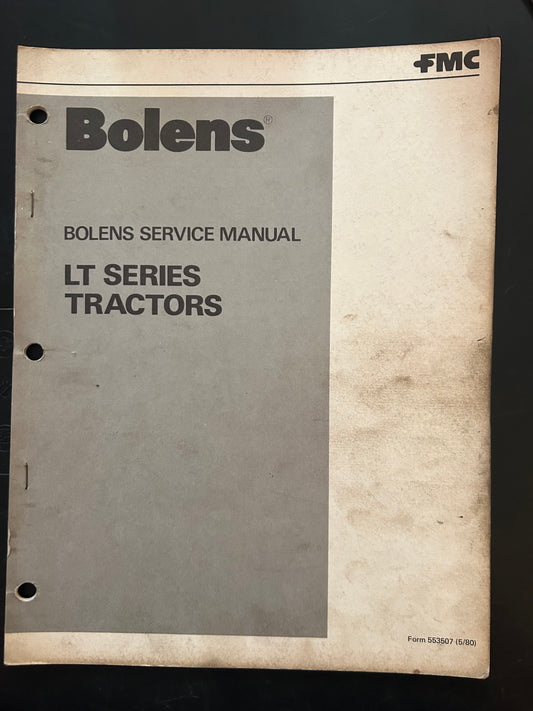 FMC
Bolens®
BOLENS SERVICE MANUAL
LT SERIES
TRACTORS
Form 553507 (5/80)